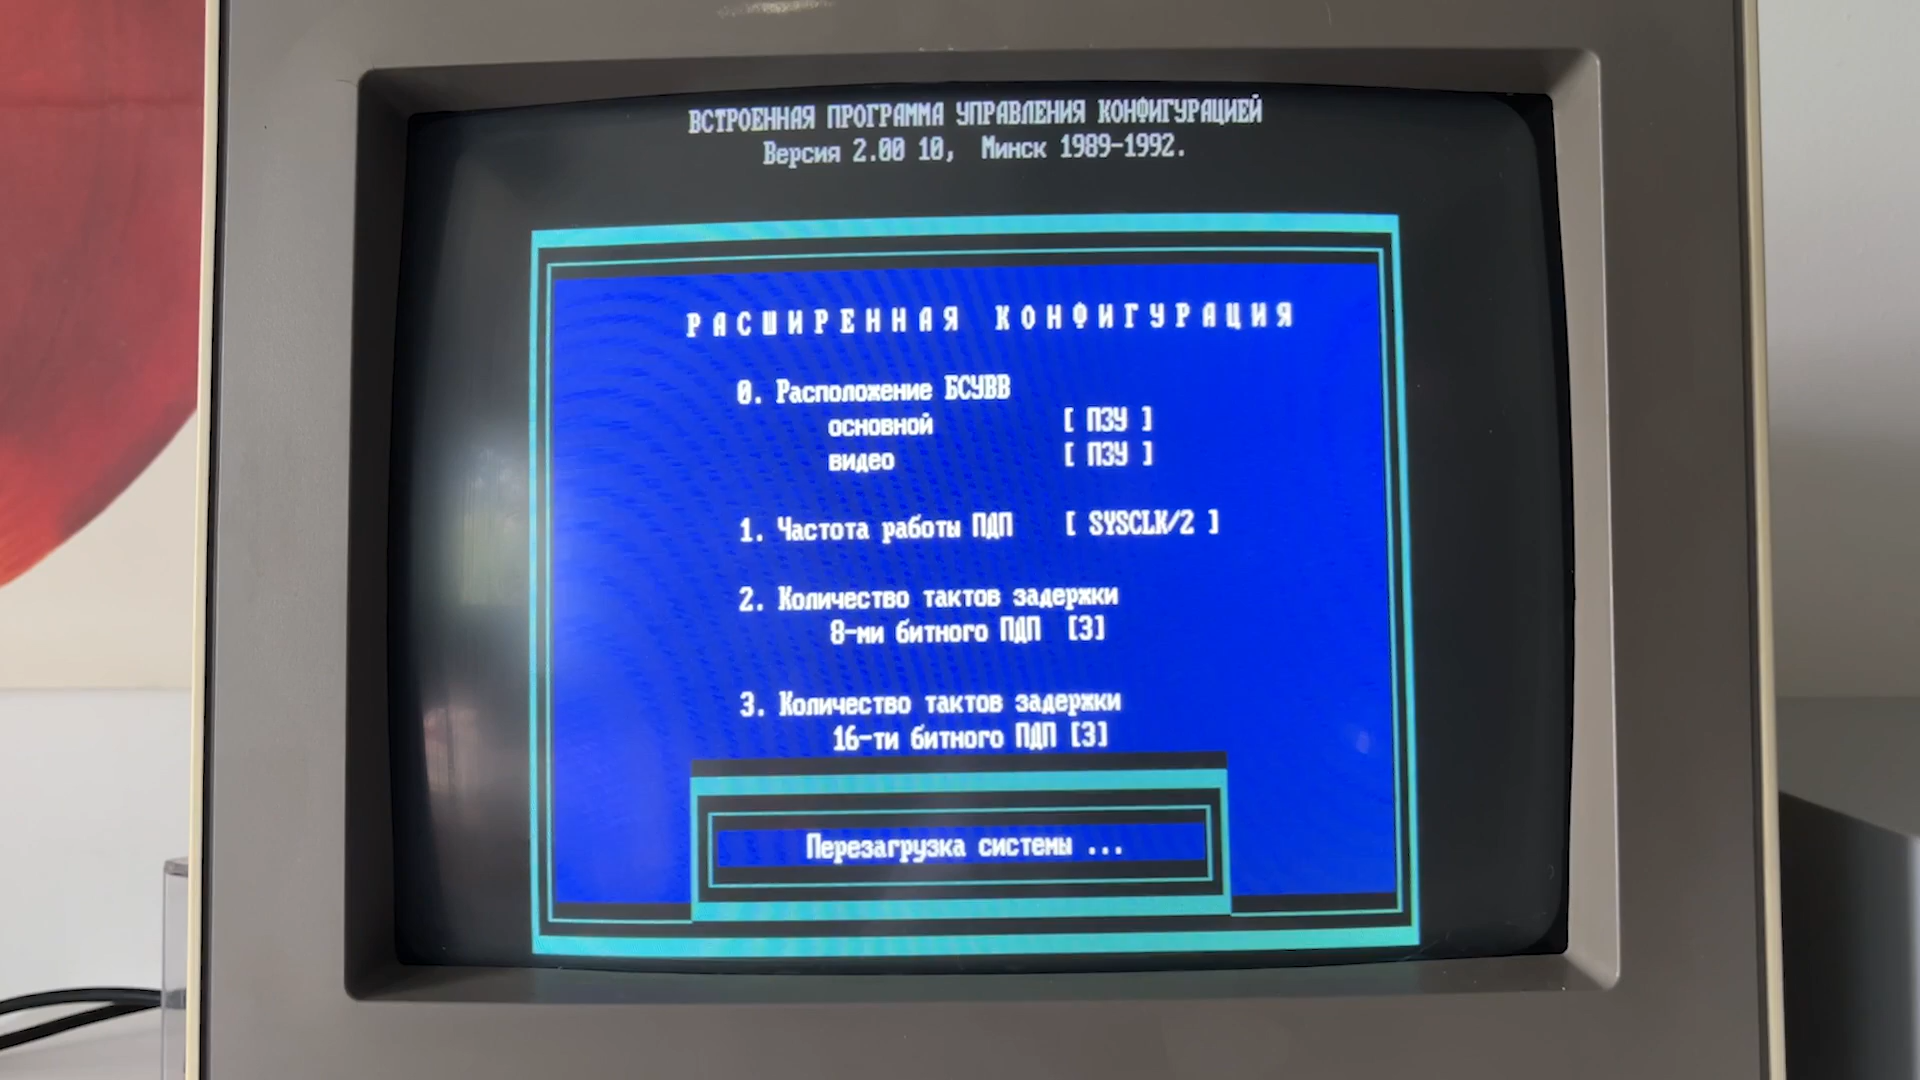 ВСТРОЕННАЯ ПРОГРАММА УПРАВЛЕНИЯ КОНФИГУРАЦИЕЙ
Версия 2.00 10, Минск 1989-1992.
РАСШИРЕННАЯ КОНФИГУРАЦИЯ
0. Расположение БСУВВ
основной [ ПЗУ ]
видео [ ПЗУ ]
1. Частота работы ПДП [ SYSCLK/2 ]
2. Количество тактов задержки
8-ми битного ПДП [3]
3. Количество тактов задержки
16-ти битного ПДП [3]
Перезагрузка системы ...